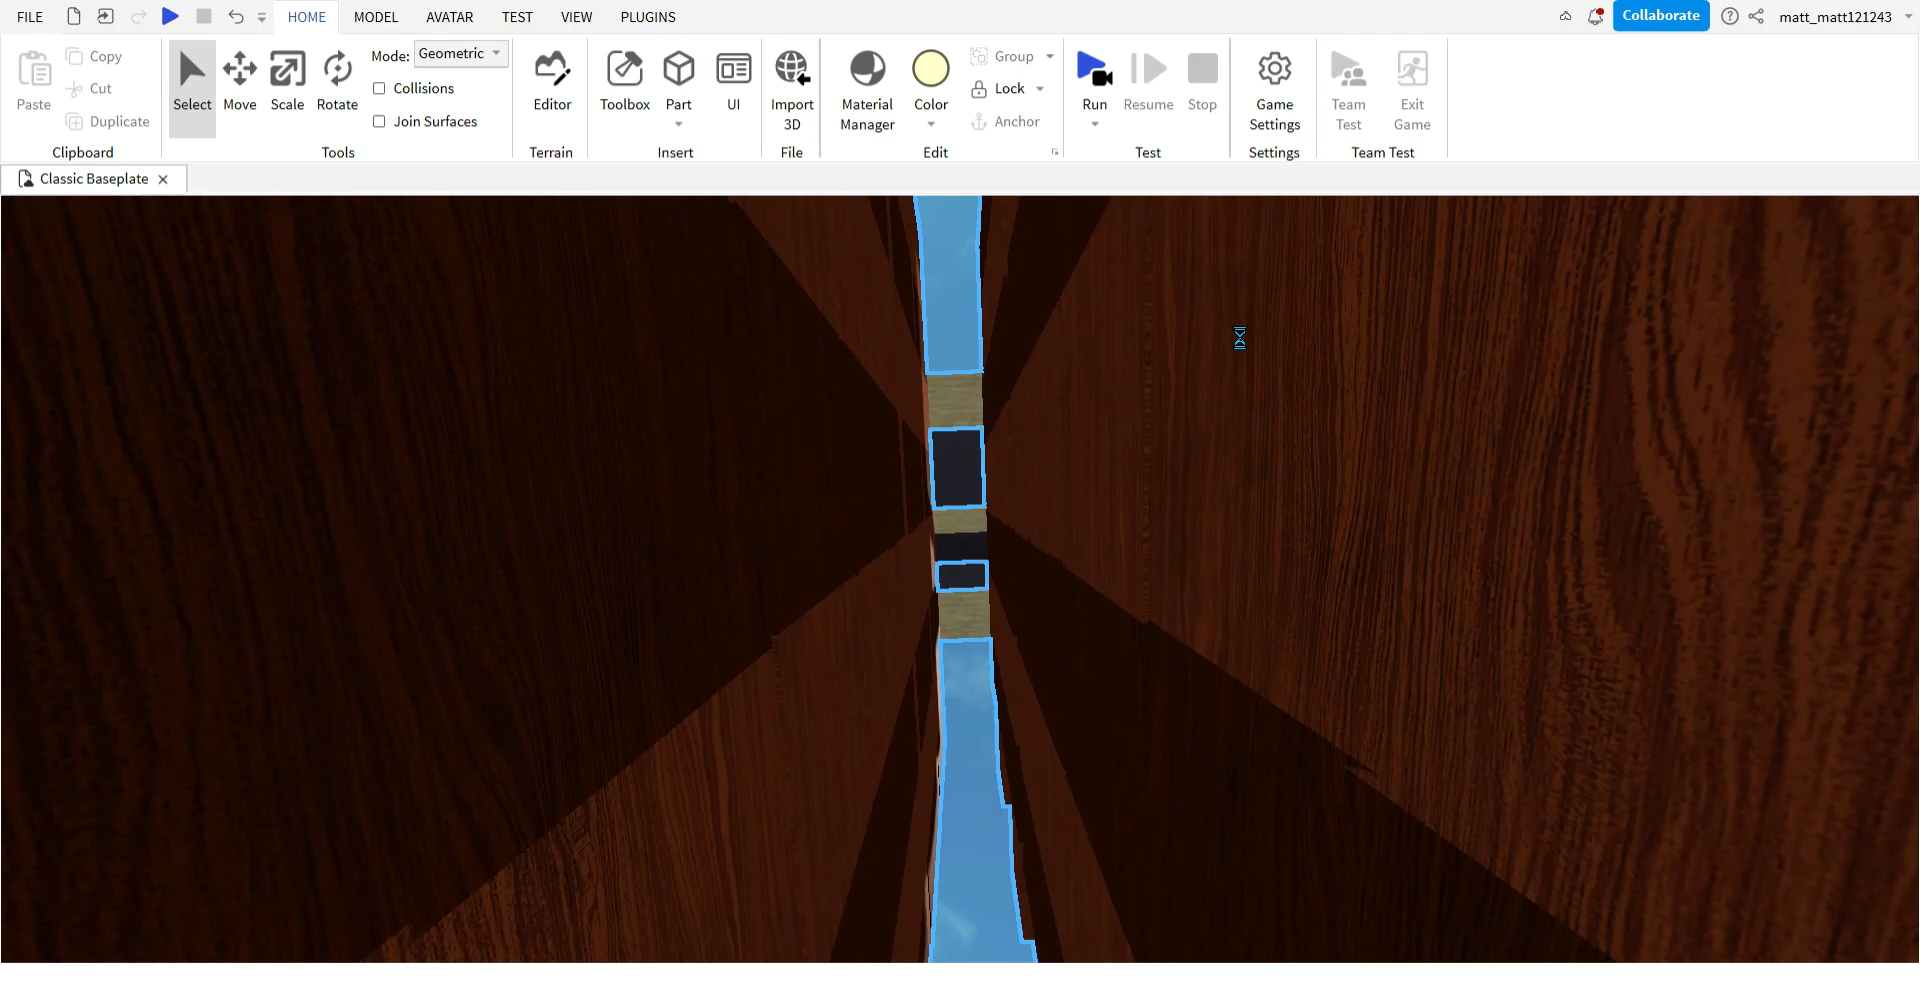 FILE HOME MODEL AVATAR TEST VIEW PLUGINS Collaborate matt_matt121243
Paste Copy Cut Duplicate
Clipboard
Select Move Scale Rotate Mode: Geometric
Collisions
Join Surfaces
Tools
Editor
Terrain
Toolbox Part UI
Insert
Import 3D
File
Material Manager Color Group
Lock
Anchor
Edit
Run Resume Stop
Test
Game Settings
Settings
Team Test Exit Game
Team Test
Classic Baseplate